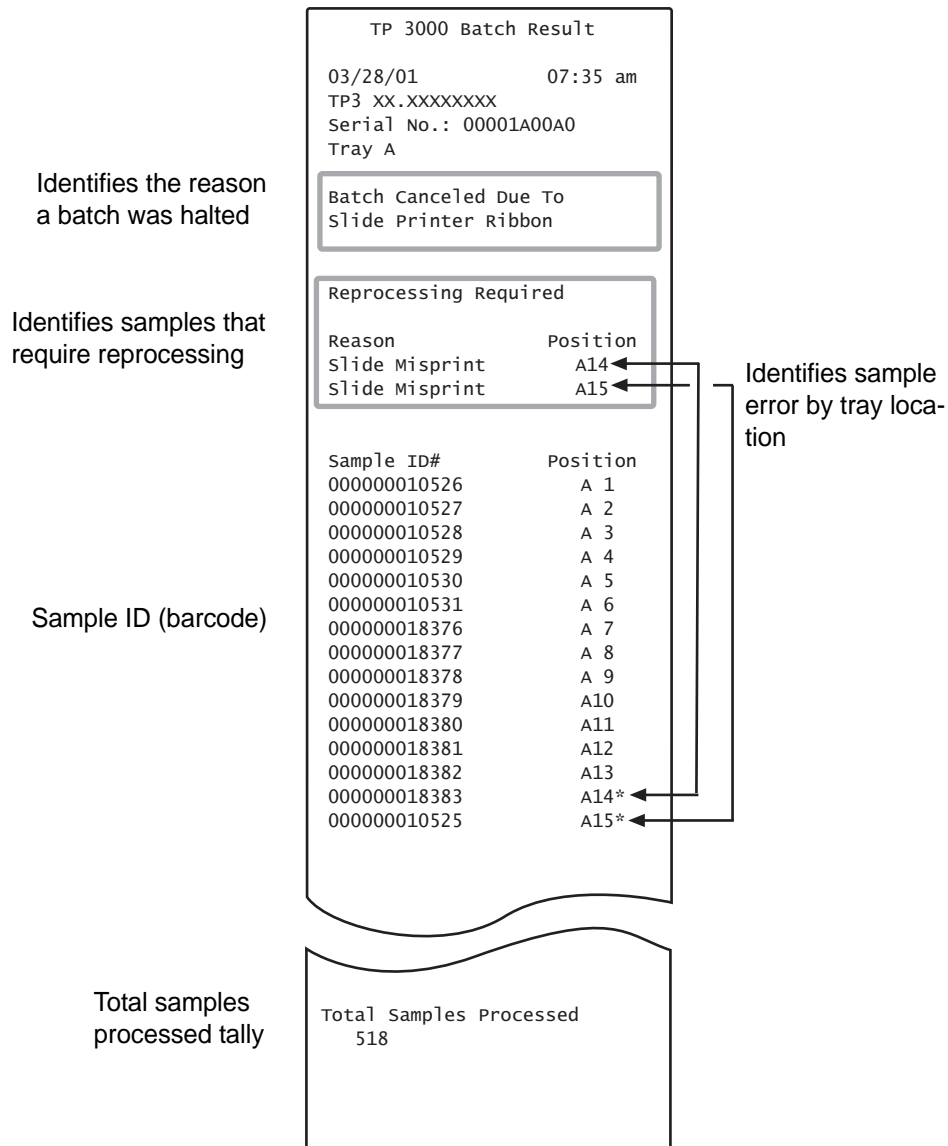 TP 3000 Batch Result
03/28/01 07:35 am
TP3 XX.XXXXXXXX
Serial No.: 00001A00A0
Tray A
Identifies the reason
a batch was halted
Batch Canceled Due To
Slide Printer Ribbon
Identifies samples that
require reprocessing
Reprocessing Required
Reason Position
Slide Misprint A14
Slide Misprint A15
Identifies sample
error by tray loca-
tion
Sample ID# Position
000000010526 A 1
000000010527 A 2
000000010528 A 3
000000010529 A 4
000000010530 A 5
000000010531 A 6
000000018376 A 7
000000018377 A 8
000000018378 A 9
000000018379 A10
000000018380 A11
000000018381 A12
000000018382 A13
000000018383 A14*
000000010525 A15*
Sample ID (barcode)
Total samples
processed tally
Total Samples Processed
518